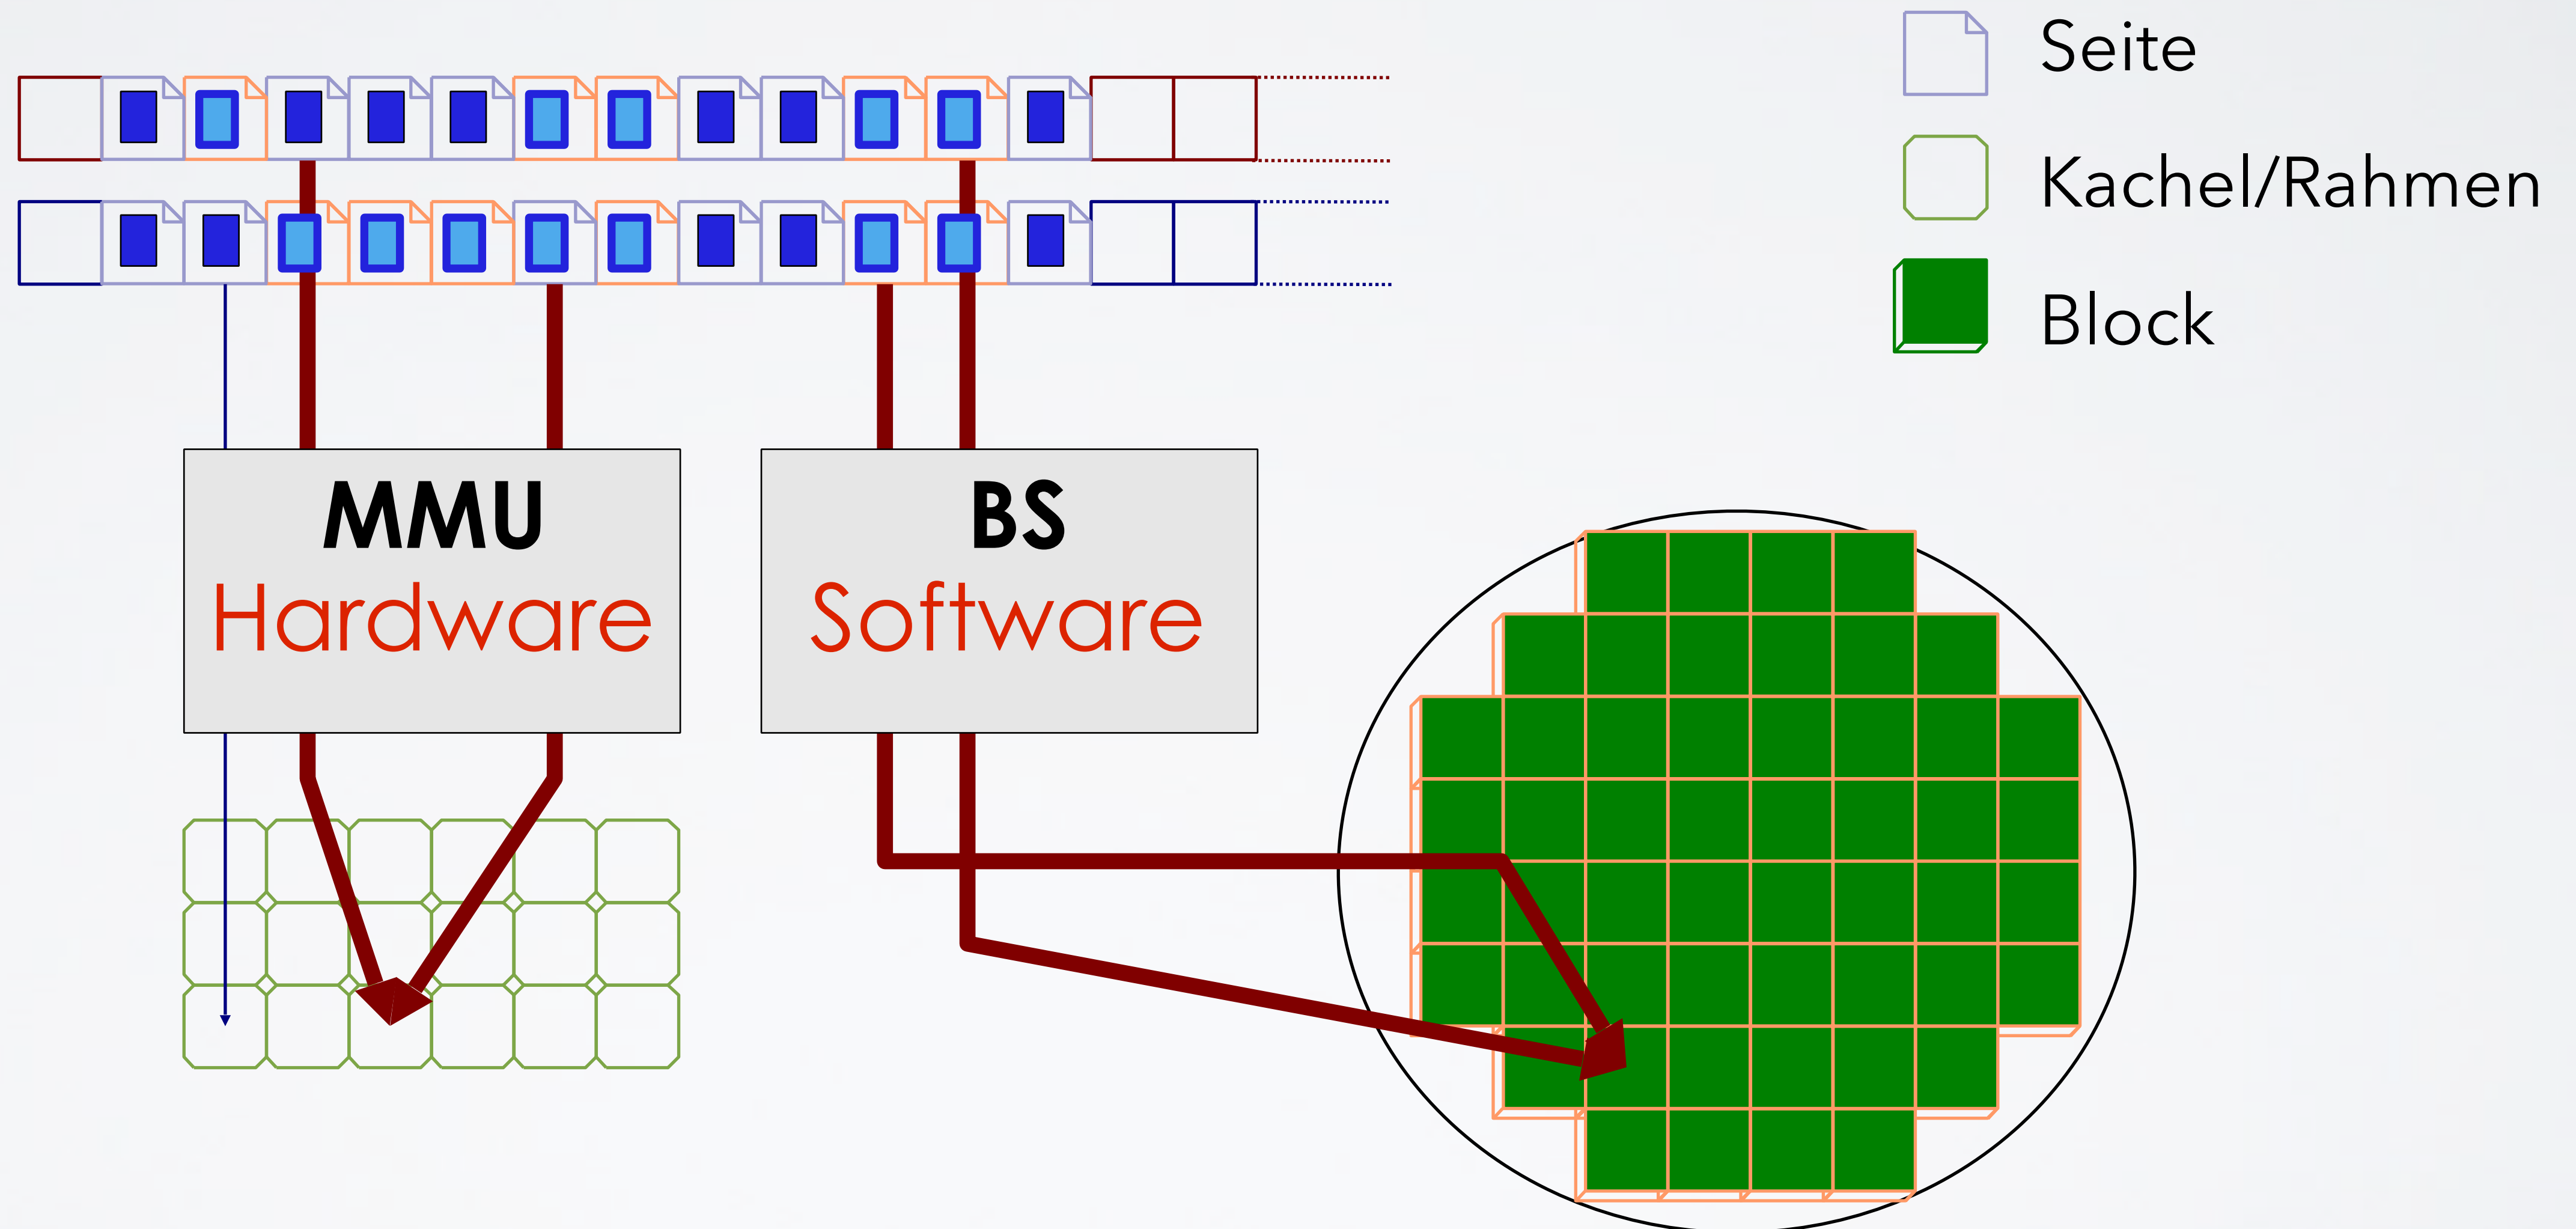 Seite
Kachel/Rahmen
Block
MMU
Hardware
BS
Software